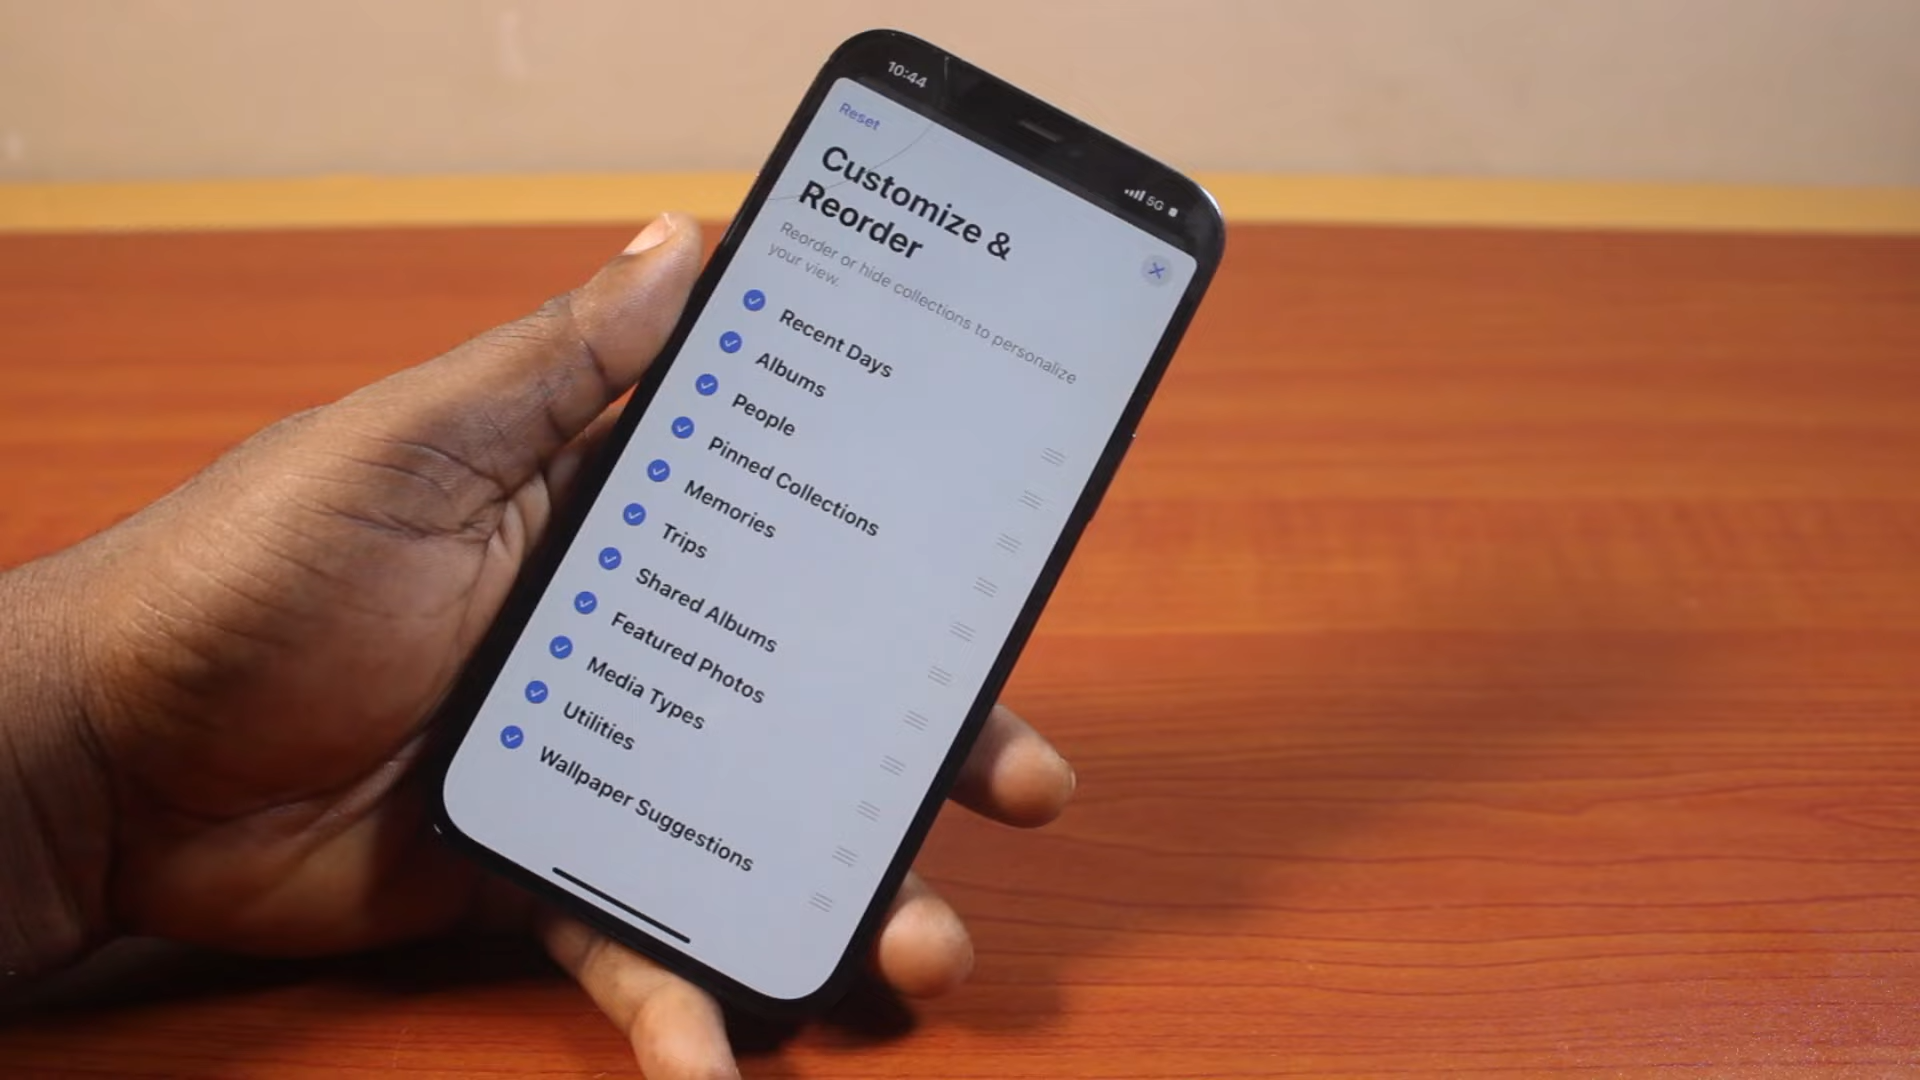 10:44
5G
Reset
Customize &
Reorder
Reorder or hide collections to personalize
your view.
Recent Days
Albums
People
Pinned Collections
Memories
Trips
Shared Albums
Featured Photos
Media Types
Utilities
Wallpaper Suggestions